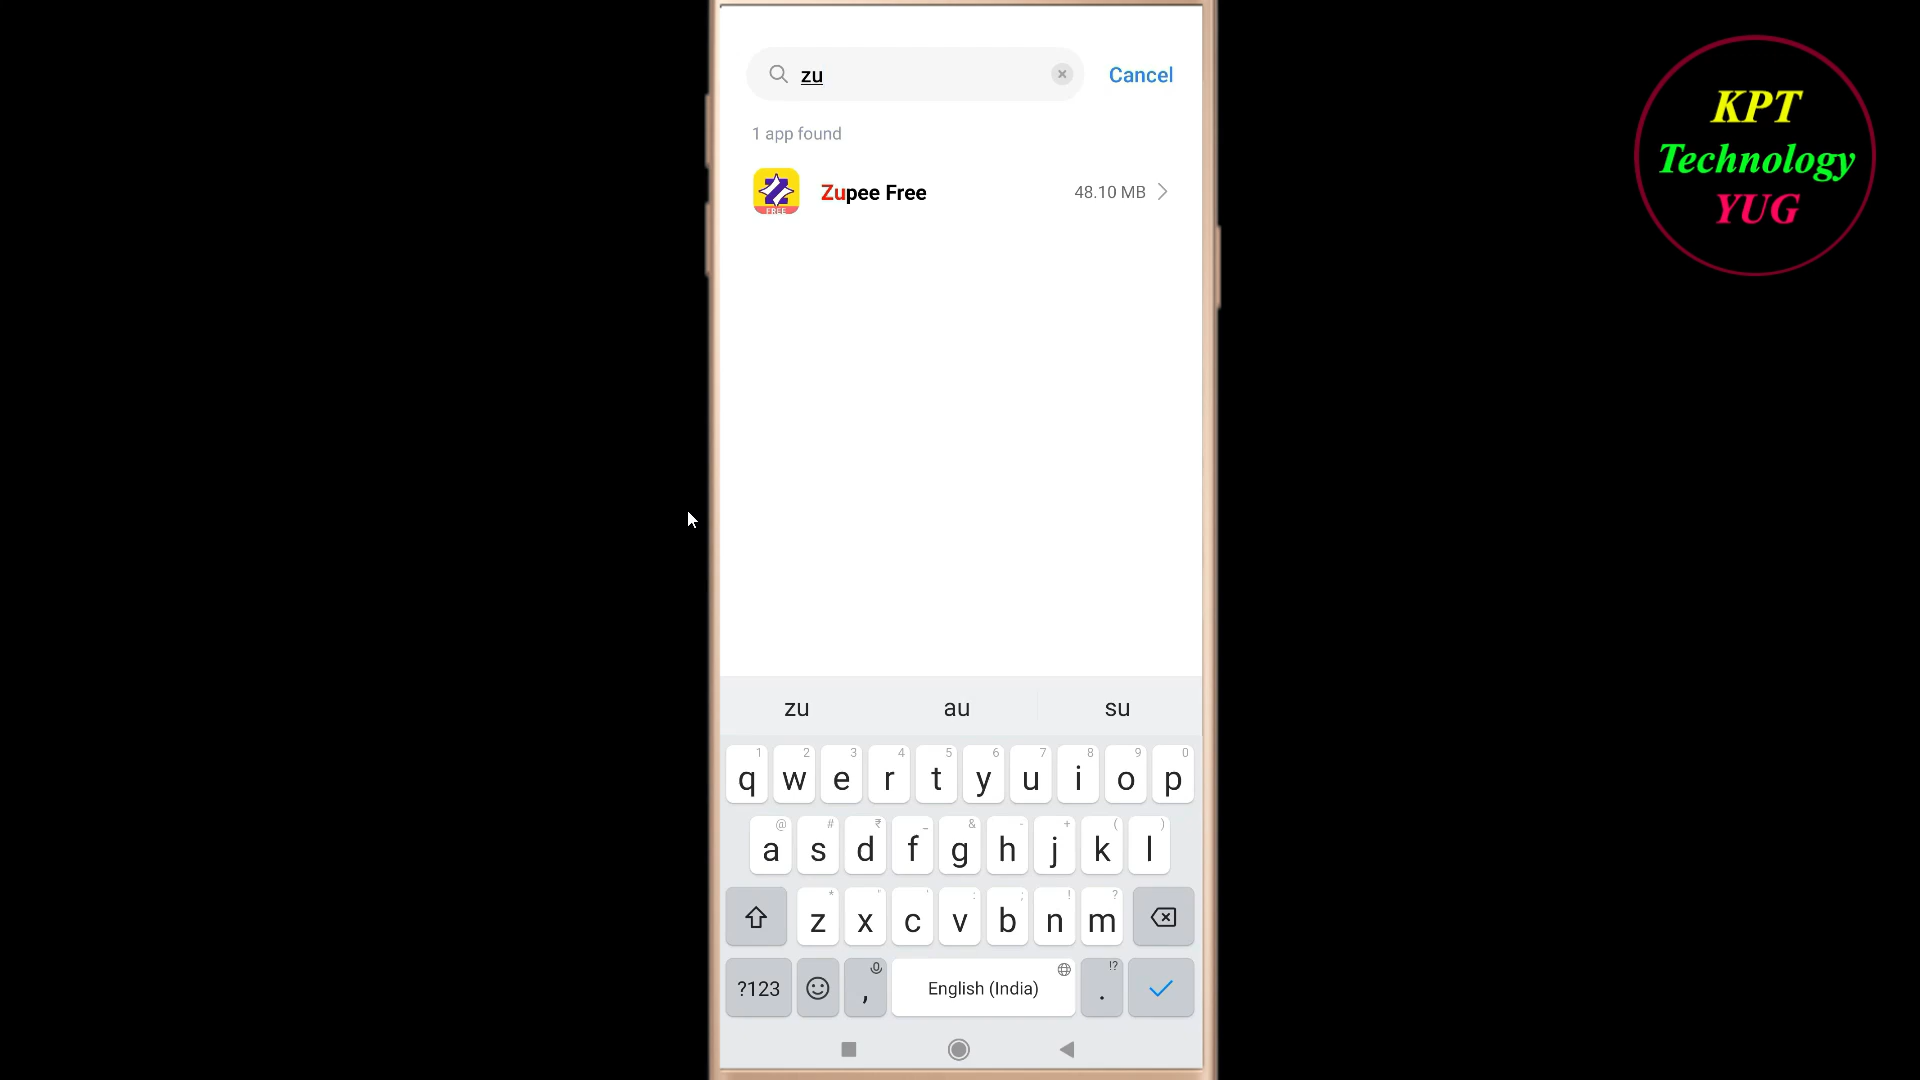 zu
Cancel
1 app found
FREE
Zupee Free
48.10 MB
KPT
Technology
YUG
zu au su
1 2 3 4 5 6 7 8 9 0
q w e r t y u i o p
@ # ₹ _ & - + ( )
a s d f g h j k l
* " ' : ; ! ?
z x c v b n m
?123 , English (India) !? .